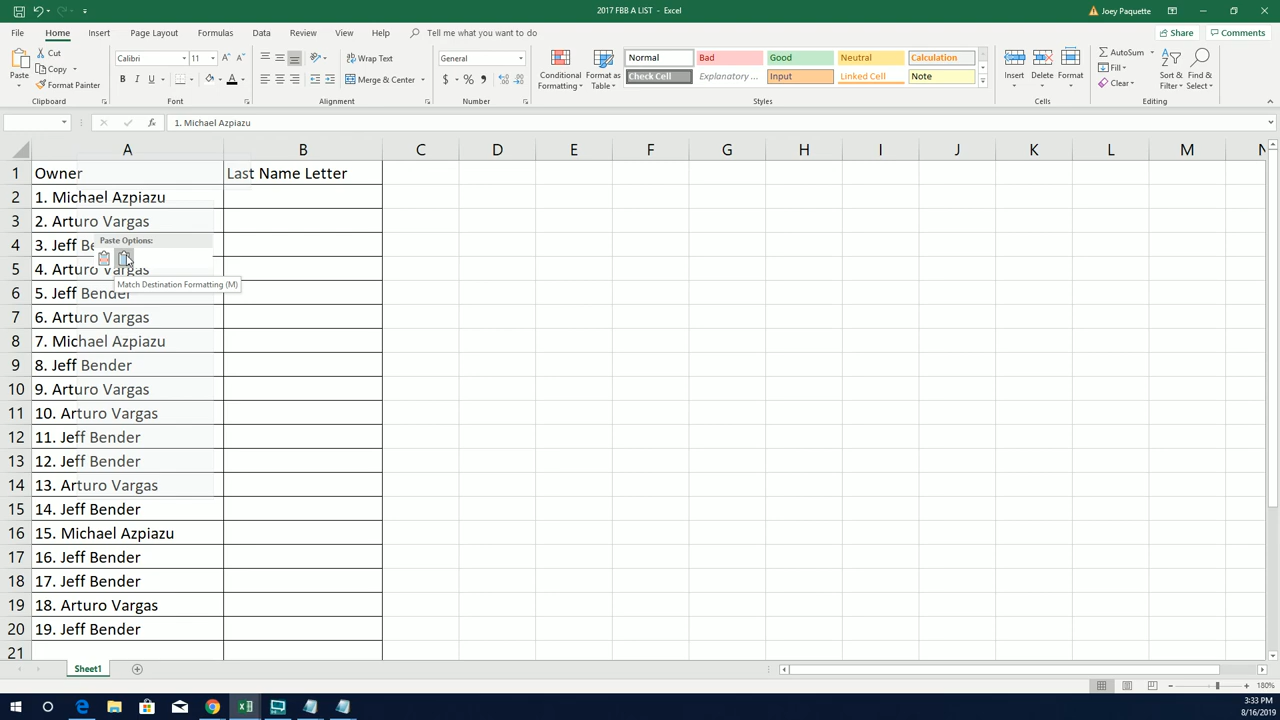 2017 FBB A LIST - Excel
Joey Paquette
File Home Insert Page Layout Formulas Data Review View Help Tell me what you want to do
Share Comments
Paste
Cut
Copy
Format Painter
Clipboard
Calibri 11
B I U A
Font
Wrap Text
Merge & Center
Alignment
General
$ % ,
Number
Conditional Formatting
Format as Table
Normal Bad Good Neutral Calculation
Check Cell Explanatory ... Input Linked Cell Note
Styles
Insert Delete Format
Cells
AutoSum
Fill
Clear
Sort & Filter
Find & Select
Editing
fx 1. Michael Azpiazu
A B C D E F G H I J K L M N
1 Owner Last Name Letter
2 1. Michael Azpiazu
3 2. Arturo Vargas
4 3. Jeff Be
Paste Options:
5 4. Arturo Vargas
Match Destination Formatting (M)
6 5. Jeff Bender
7 6. Arturo Vargas
8 7. Michael Azpiazu
9 8. Jeff Bender
10 9. Arturo Vargas
11 10. Arturo Vargas
12 11. Jeff Bender
13 12. Jeff Bender
14 13. Arturo Vargas
15 14. Jeff Bender
16 15. Michael Azpiazu
17 16. Jeff Bender
18 17. Jeff Bender
19 18. Arturo Vargas
20 19. Jeff Bender
21
Sheet1
180%
3:33 PM
8/16/2019